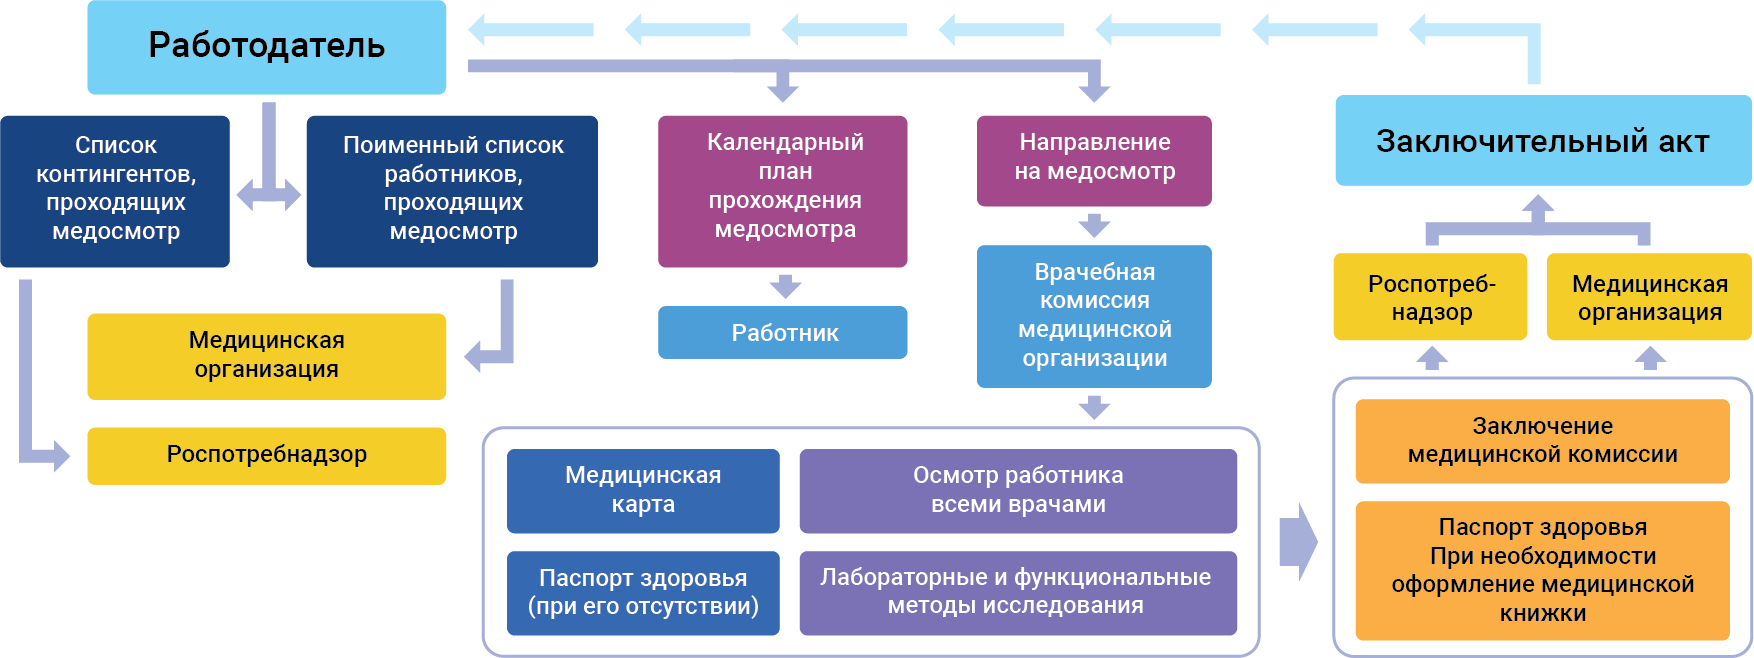 Работодатель
Список
контингентов,
проходящих
медосмотр
Поименный список
работников,
проходящих
медосмотр
Медицинская
организация
Роспотребнадзор
Календарный
план
прохождения
медосмотра
Работник
Направление
на медосмотр
Врачебная
комиссия
медицинской
организации
Медицинская
карта
Осмотр работника
всеми врачами
Паспорт здоровья
(при его отсутствии)
Лабораторные и функциональные
методы исследования
Заключительный акт
Роспотреб-
надзор
Медицинская
организация
Заключение
медицинской комиссии
Паспорт здоровья
При необходимости
оформление медицинской
книжки